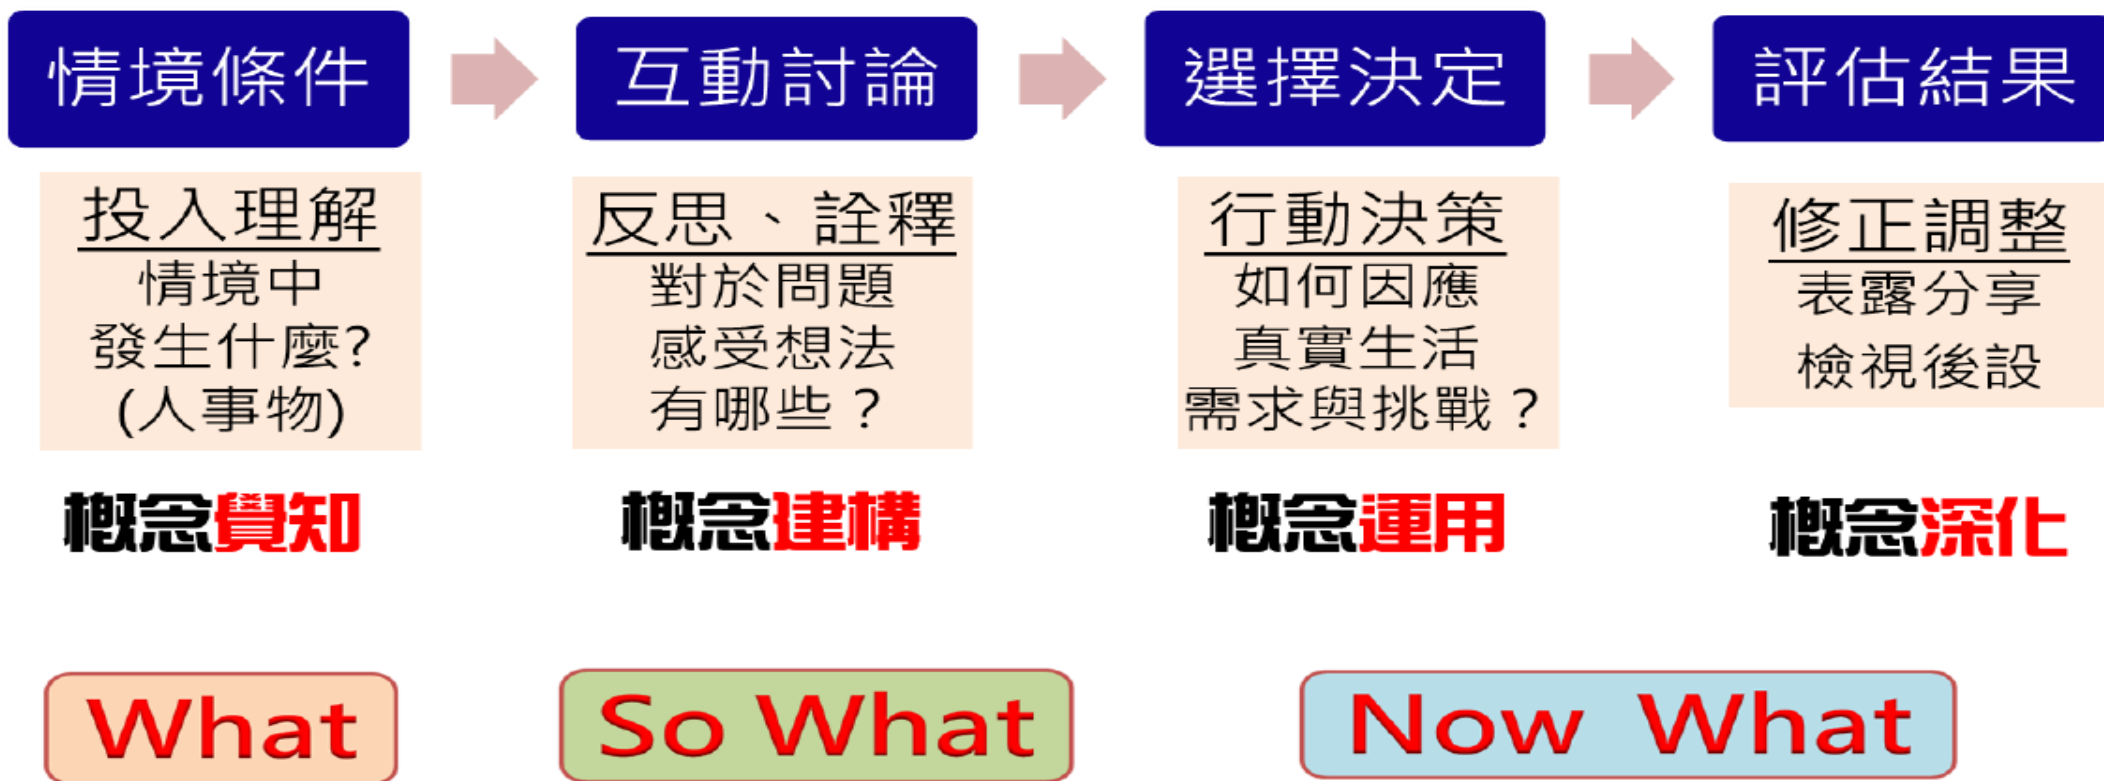 情境條件
互動討論
選擇決定
評估結果
投入理解
情境中
發生什麼?
(人事物)
反思、詮釋
對於問題
感受想法
有哪些？
行動決策
如何因應
真實生活
需求與挑戰？
修正調整
表露分享
檢視後設
概念覺知
概念建構
概念運用
概念深化
What
So What
Now What